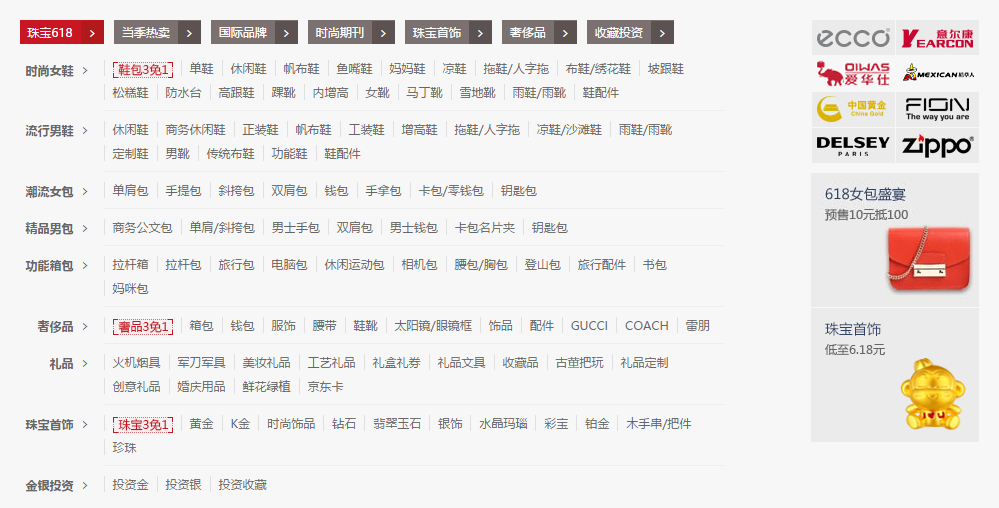 珠宝618 > 当季热卖 > 国际品牌 > 时尚期刊 > 珠宝首饰 > 奢侈品 > 收藏投资 >
时尚女鞋 > 鞋包3免1 单鞋 休闲鞋 帆布鞋 鱼嘴鞋 妈妈鞋 凉鞋 拖鞋/人字拖 布鞋/绣花鞋 坡跟鞋
松糕鞋 防水台 高跟鞋 踝靴 内增高 女靴 马丁靴 雪地靴 雨鞋/雨靴 鞋配件
流行男鞋 > 休闲鞋 商务休闲鞋 正装鞋 帆布鞋 工装鞋 增高鞋 拖鞋/人字拖 凉鞋/沙滩鞋 雨鞋/雨靴
定制鞋 男靴 传统布鞋 功能鞋 鞋配件
潮流女包 > 单肩包 手提包 斜挎包 双肩包 钱包 手拿包 卡包/零钱包 钥匙包
精品男包 > 商务公文包 单肩/斜挎包 男士手包 双肩包 男士钱包 卡包名片夹 钥匙包
功能箱包 > 拉杆箱 拉杆包 旅行包 电脑包 休闲运动包 相机包 腰包/胸包 登山包 旅行配件 书包
妈咪包
奢侈品 > 奢品3免1 箱包 钱包 服饰 腰带 鞋靴 太阳镜/眼镜框 饰品 配件 GUCCI COACH 雷朋
礼品 > 火机烟具 军刀军具 美妆礼品 工艺礼品 礼盒礼券 礼品文具 收藏品 古董把玩 礼品定制
创意礼品 婚庆用品 鲜花绿植 京东卡
珠宝首饰 > 珠宝3免1 黄金 K金 时尚饰品 钻石 翡翠玉石 银饰 水晶玛瑙 彩宝 铂金 木手串/把件
珍珠
金银投资 > 投资金 投资银 投资收藏
ecco
意尔康
YEARCON
OIWAS
爱华仕
MEXICAN稻草人
中国黄金
China Gold
FION
The way you are
DELSEY
PARIS
zippo
618女包盛宴
预售10元抵100
珠宝首饰
低至6.18元